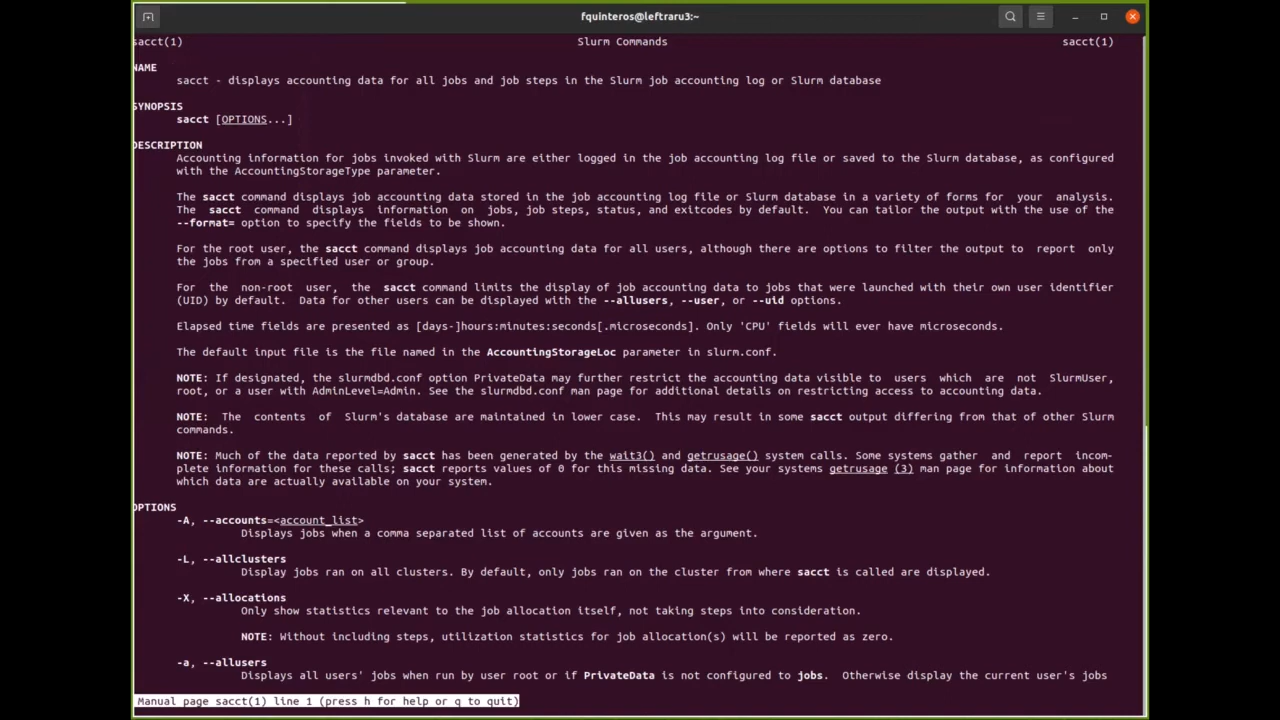 fquinteros@leftraru3:~
sacct(1) Slurm Commands sacct(1)
NAME
sacct - displays accounting data for all jobs and job steps in the Slurm job accounting log or Slurm database
SYNOPSIS
sacct [OPTIONS...]
DESCRIPTION
Accounting information for jobs invoked with Slurm are either logged in the job accounting log file or saved to the Slurm database, as configured
with the AccountingStorageType parameter.
The sacct command displays job accounting data stored in the job accounting log file or Slurm database in a variety of forms for your analysis.
The sacct command displays information on jobs, job steps, status, and exitcodes by default. You can tailor the output with the use of the
--format= option to specify the fields to be shown.
For the root user, the sacct command displays job accounting data for all users, although there are options to filter the output to report only
the jobs from a specified user or group.
For the non-root user, the sacct command limits the display of job accounting data to jobs that were launched with their own user identifier
(UID) by default. Data for other users can be displayed with the --allusers, --user, or --uid options.
Elapsed time fields are presented as [days-]hours:minutes:seconds[.microseconds]. Only 'CPU' fields will ever have microseconds.
The default input file is the file named in the AccountingStorageLoc parameter in slurm.conf.
NOTE: If designated, the slurmdbd.conf option PrivateData may further restrict the accounting data visible to users which are not SlurmUser,
root, or a user with AdminLevel=Admin. See the slurmdbd.conf man page for additional details on restricting access to accounting data.
NOTE: The contents of Slurm's database are maintained in lower case. This may result in some sacct output differing from that of other Slurm
commands.
NOTE: Much of the data reported by sacct has been generated by the wait3() and getrusage() system calls. Some systems gather and report incom-
plete information for these calls; sacct reports values of 0 for this missing data. See your systems getrusage (3) man page for information about
which data are actually available on your system.
OPTIONS
-A, --accounts=<account_list>
Displays jobs when a comma separated list of accounts are given as the argument.
-L, --allclusters
Display jobs ran on all clusters. By default, only jobs ran on the cluster from where sacct is called are displayed.
-X, --allocations
Only show statistics relevant to the job allocation itself, not taking steps into consideration.
NOTE: Without including steps, utilization statistics for job allocation(s) will be reported as zero.
-a, --allusers
Displays all users' jobs when run by user root or if PrivateData is not configured to jobs. Otherwise display the current user's jobs
Manual page sacct(1) line 1 (press h for help or q to quit)